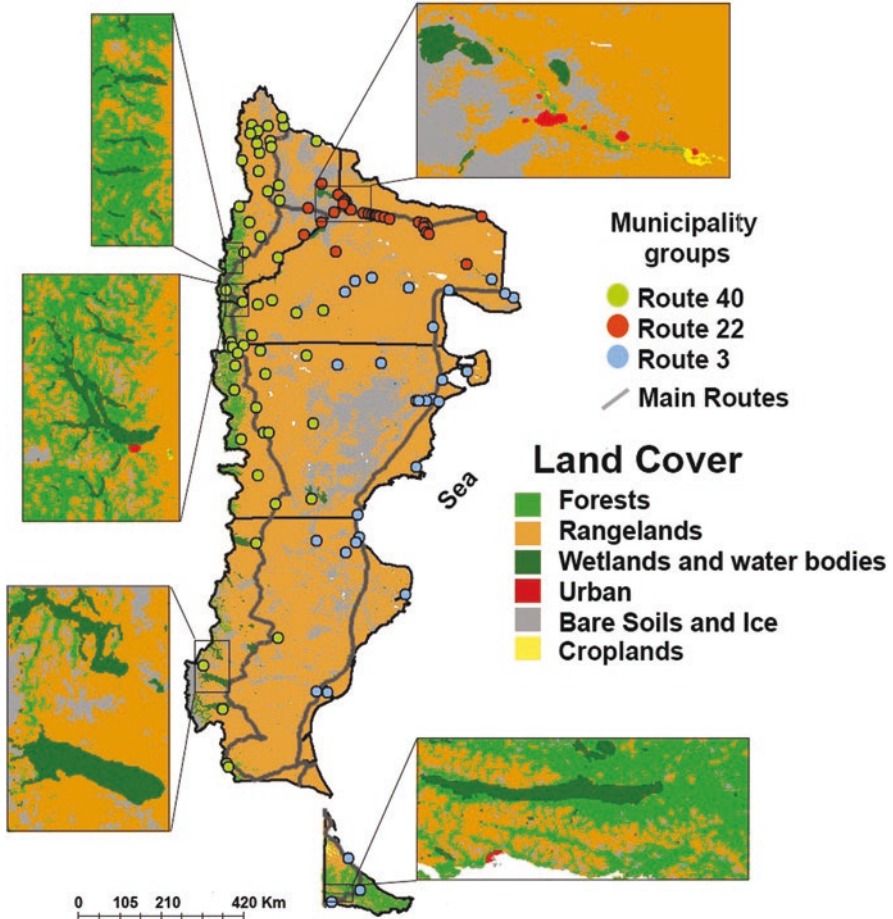 Municipality
groups
Route 40
Route 22
Route 3
Main Routes
Sea
Land Cover
Forests
Rangelands
Wetlands and water bodies
Urban
Bare Soils and Ice
Croplands
0 105 210 420 Km